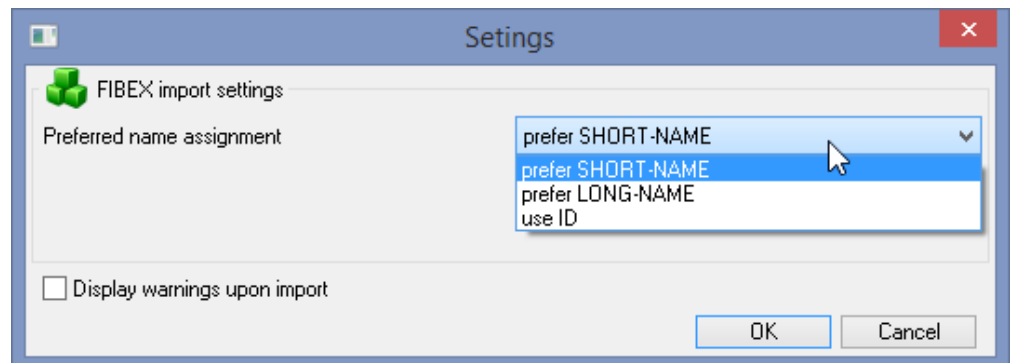 Setings
FIBEX import settings
Preferred name assignment
prefer SHORT-NAME
prefer SHORT-NAME
prefer LONG-NAME
use ID
Display warnings upon import
OK
Cancel